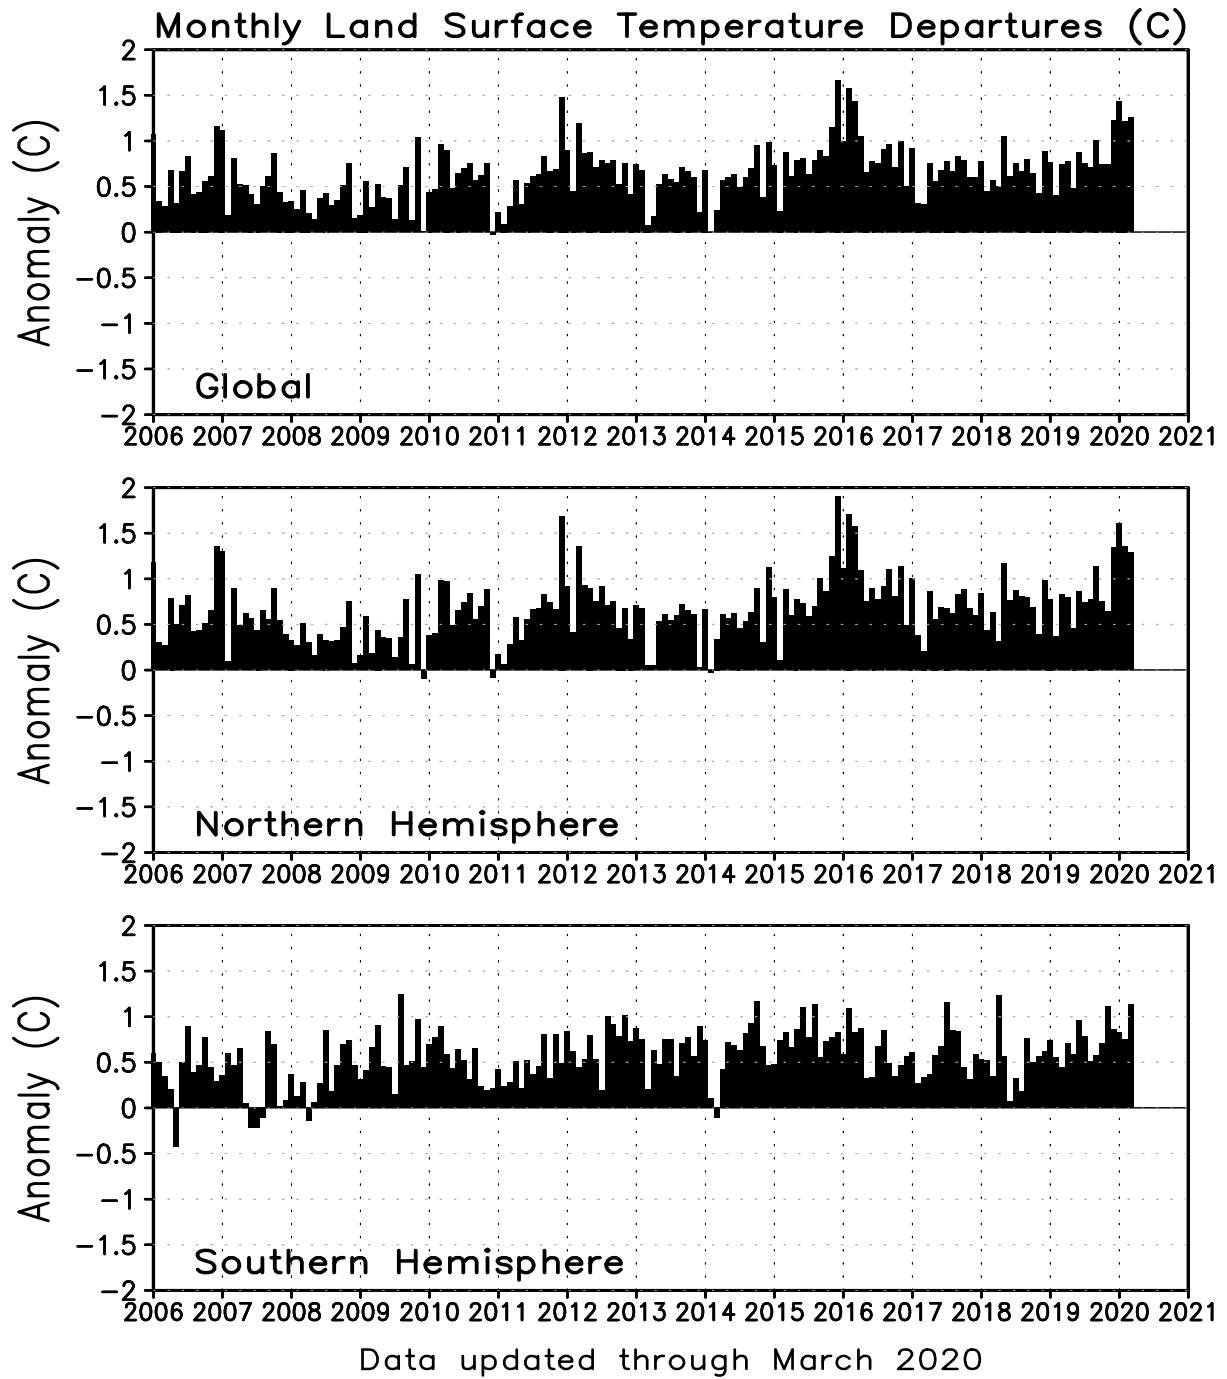 Monthly Land Surface Temperature Departures (C)
Anomaly (C)
2
1.5
1
0.5
0
−0.5
−1
−1.5
−2
Global
2006 2007 2008 2009 2010 2011 2012 2013 2014 2015 2016 2017 2018 2019 2020 2021
Anomaly (C)
2
1.5
1
0.5
0
−0.5
−1
−1.5
−2
Northern Hemisphere
2006 2007 2008 2009 2010 2011 2012 2013 2014 2015 2016 2017 2018 2019 2020 2021
Anomaly (C)
2
1.5
1
0.5
0
−0.5
−1
−1.5
−2
Southern Hemisphere
2006 2007 2008 2009 2010 2011 2012 2013 2014 2015 2016 2017 2018 2019 2020 2021
Data updated through March 2020